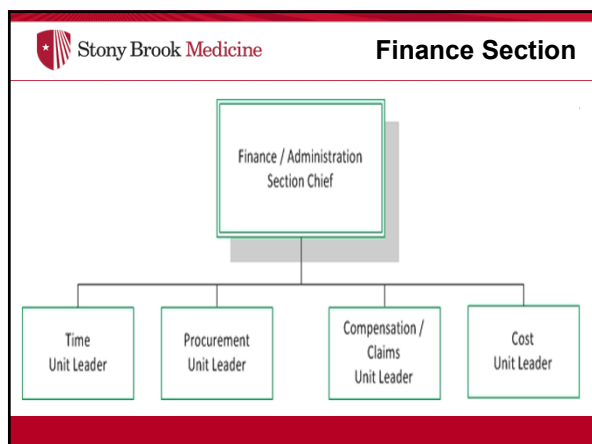 Stony Brook Medicine
Finance Section
Finance / Administration
Section Chief
Time
Unit Leader
Procurement
Unit Leader
Compensation /
Claims
Unit Leader
Cost
Unit Leader